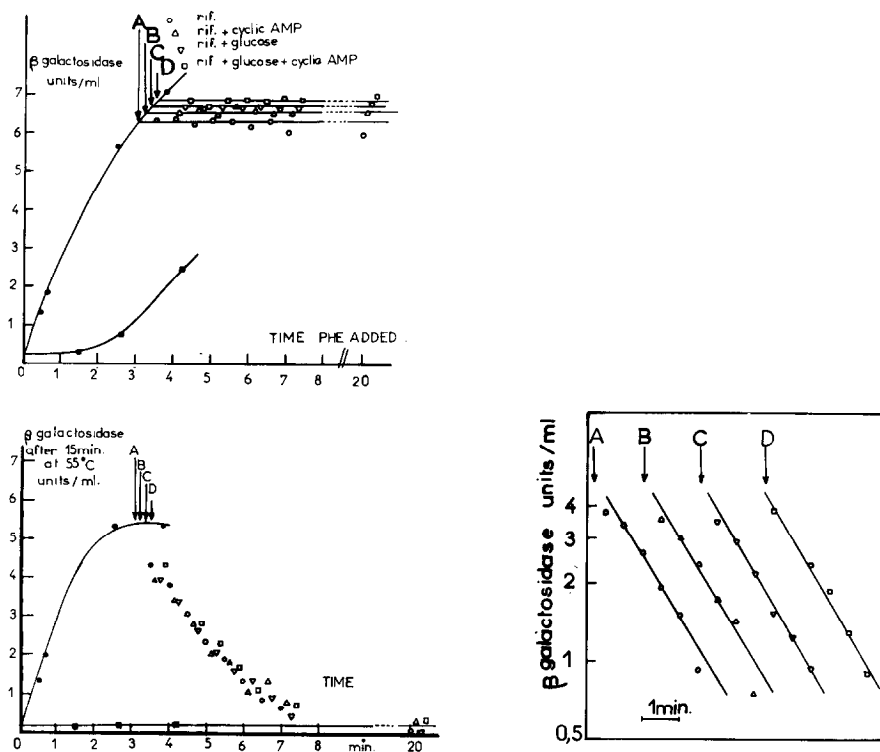 A
B
C
D
○ rif.
△ rif. + cyclic AMP
▽ rif. + glucose
□ rif + glucose + cyclia AMP
β galactosidase
units/ml
7
6
5
4
3
2
1
TIME PHE ADDED.
0 1 2 3 4 5 6 7 8 20
β galactosidase
after 15min.
at 55°C
units/ml.
A
B
C
D
7
6
5
4
3
2
1
TIME
0 1 2 3 4 5 6 7 8 min. 20
A B C D
β galactosidase units/ml
4
3
2
1
0,5
1min.